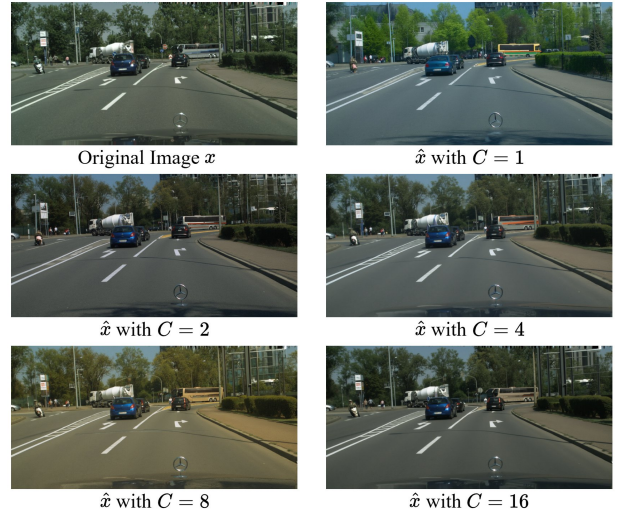 Original Image x
x̂ with C = 1
x̂ with C = 2
x̂ with C = 4
x̂ with C = 8
x̂ with C = 16